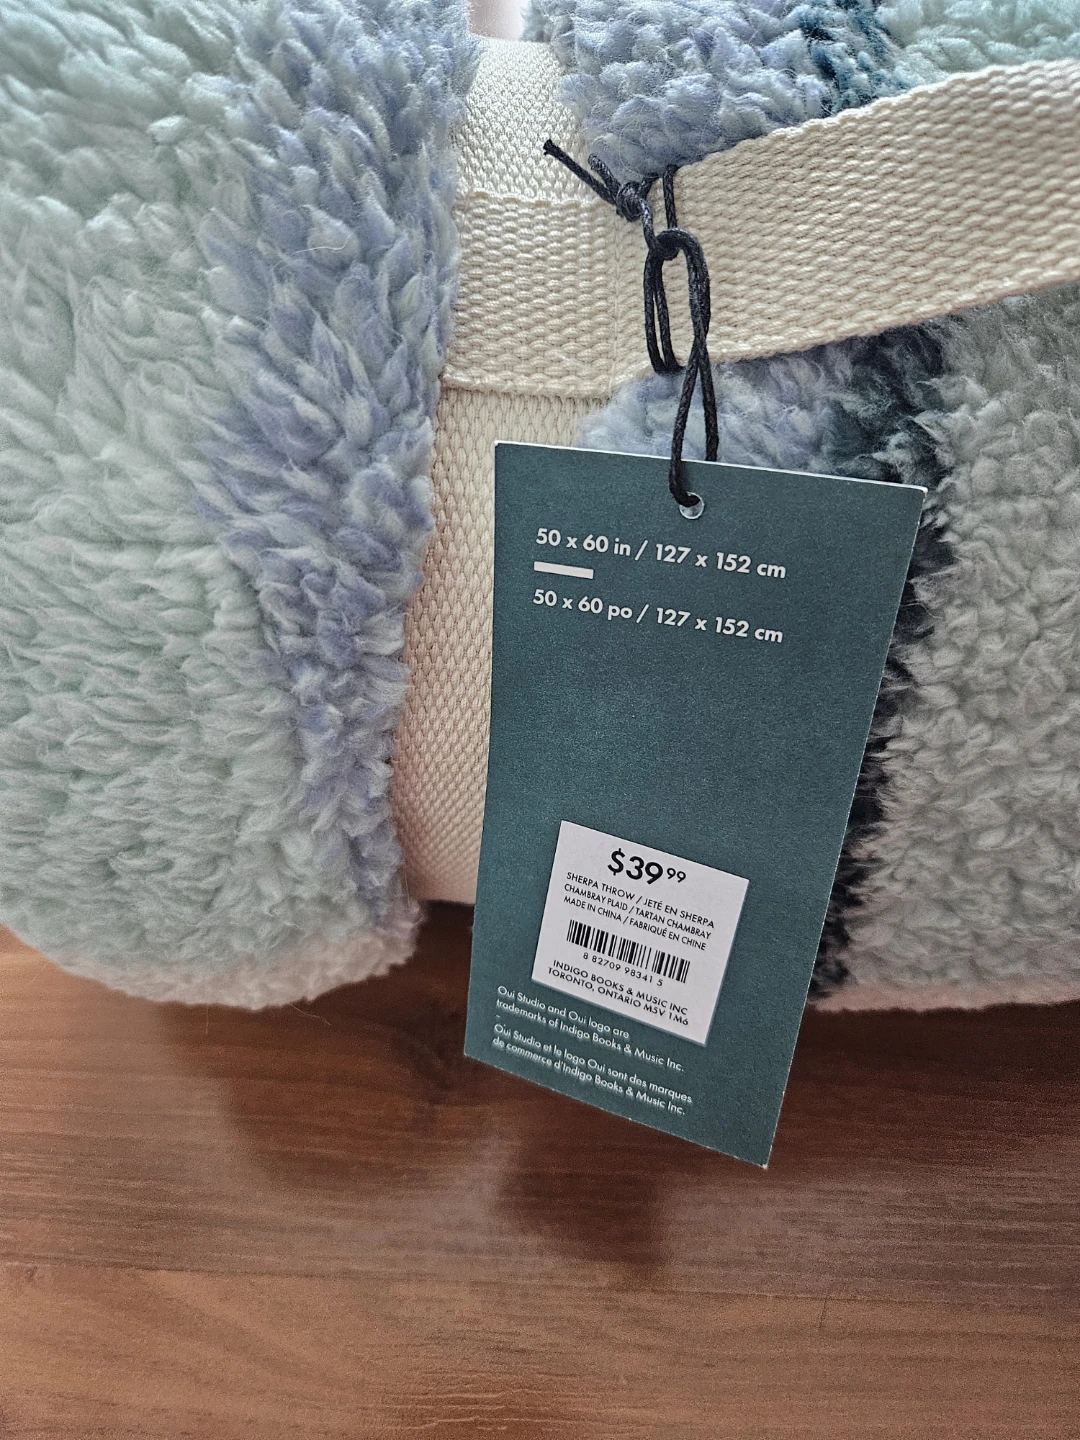 50 x 60 in / 127 x 152 cm
50 x 60 po / 127 x 152 cm
$39.99
SHERPA THROW / JETÉ EN SHERPA
CHAMBRAY PLAID / TARTAN CHAMBRAY
MADE IN CHINA / FABRIQUÉ EN CHINE
8 82709 98341 5
INDIGO BOOKS & MUSIC INC
TORONTO, ONTARIO M5V 1M6
Oui Studio and Oui logo are
trademarks of Indigo Books & Music Inc.
–
Oui Studio et le logo Oui sont des marques
de commerce d'Indigo Books & Music Inc.